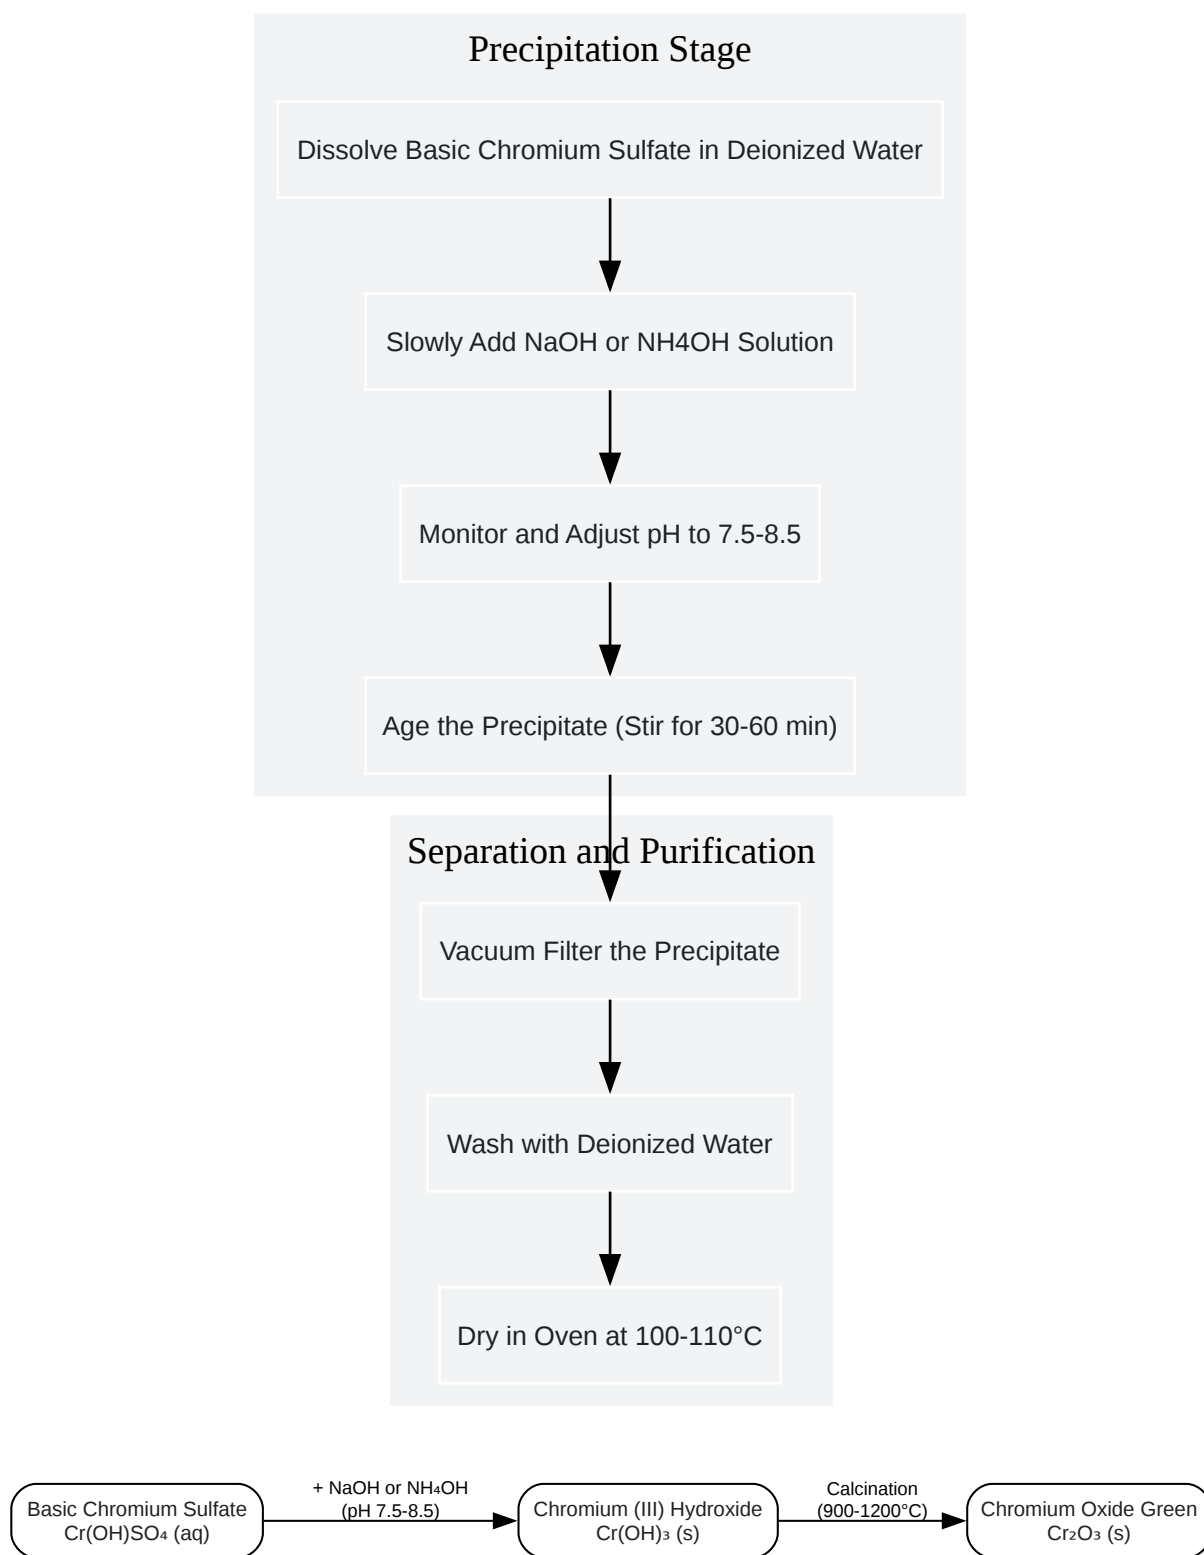 Precipitation Stage
Dissolve Basic Chromium Sulfate in Deionized Water
Slowly Add NaOH or NH4OH Solution
Monitor and Adjust pH to 7.5-8.5
Age the Precipitate (Stir for 30-60 min)
Separation and Purification
Vacuum Filter the Precipitate
Wash with Deionized Water
Dry in Oven at 100-110°C
Basic Chromium Sulfate
Cr(OH)SO₄ (aq)
+ NaOH or NH₄OH
(pH 7.5-8.5)
Chromium (III) Hydroxide
Cr(OH)₃ (s)
Calcination
(900-1200°C)
Chromium Oxide Green
Cr₂O₃ (s)